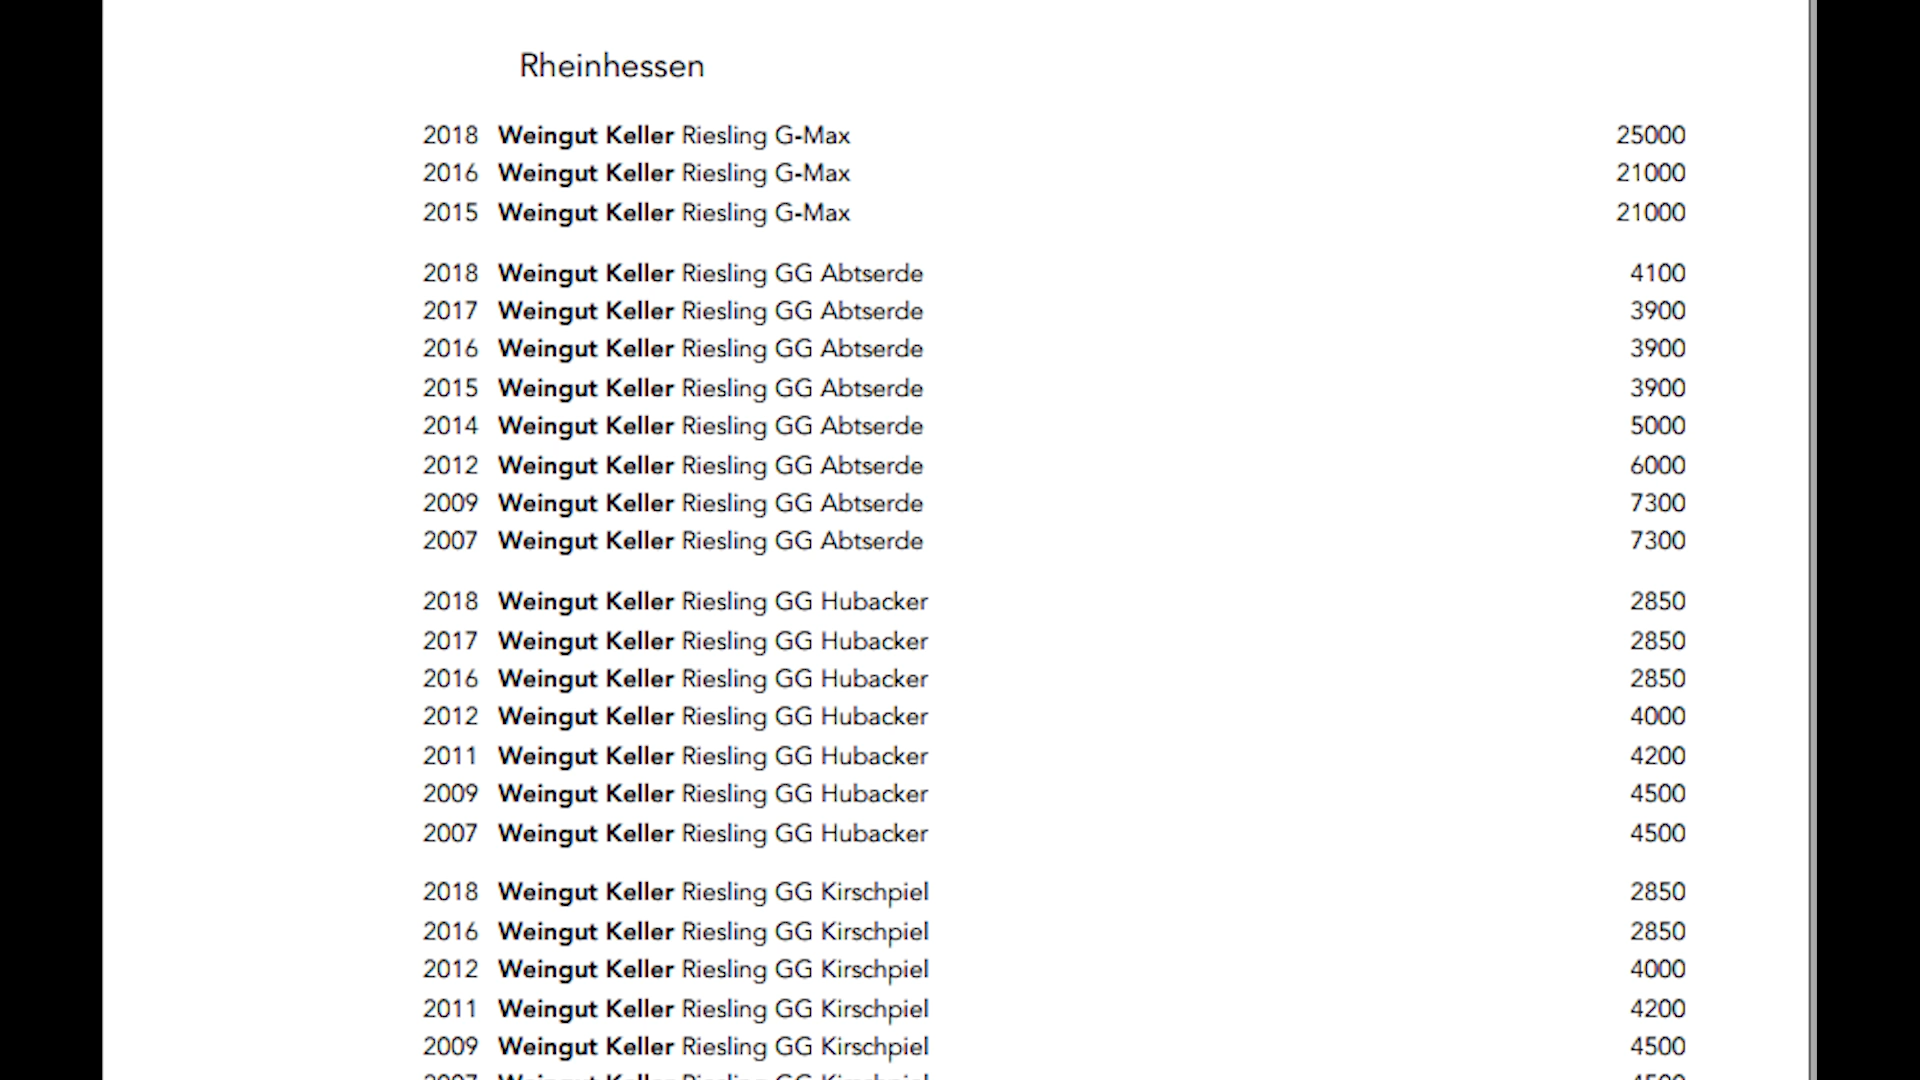 Rheinhessen
2018 Weingut Keller Riesling G-Max 25000
2016 Weingut Keller Riesling G-Max 21000
2015 Weingut Keller Riesling G-Max 21000
2018 Weingut Keller Riesling GG Abtserde 4100
2017 Weingut Keller Riesling GG Abtserde 3900
2016 Weingut Keller Riesling GG Abtserde 3900
2015 Weingut Keller Riesling GG Abtserde 3900
2014 Weingut Keller Riesling GG Abtserde 5000
2012 Weingut Keller Riesling GG Abtserde 6000
2009 Weingut Keller Riesling GG Abtserde 7300
2007 Weingut Keller Riesling GG Abtserde 7300
2018 Weingut Keller Riesling GG Hubacker 2850
2017 Weingut Keller Riesling GG Hubacker 2850
2016 Weingut Keller Riesling GG Hubacker 2850
2012 Weingut Keller Riesling GG Hubacker 4000
2011 Weingut Keller Riesling GG Hubacker 4200
2009 Weingut Keller Riesling GG Hubacker 4500
2007 Weingut Keller Riesling GG Hubacker 4500
2018 Weingut Keller Riesling GG Kirschpiel 2850
2016 Weingut Keller Riesling GG Kirschpiel 2850
2012 Weingut Keller Riesling GG Kirschpiel 4000
2011 Weingut Keller Riesling GG Kirschpiel 4200
2009 Weingut Keller Riesling GG Kirschpiel 4500